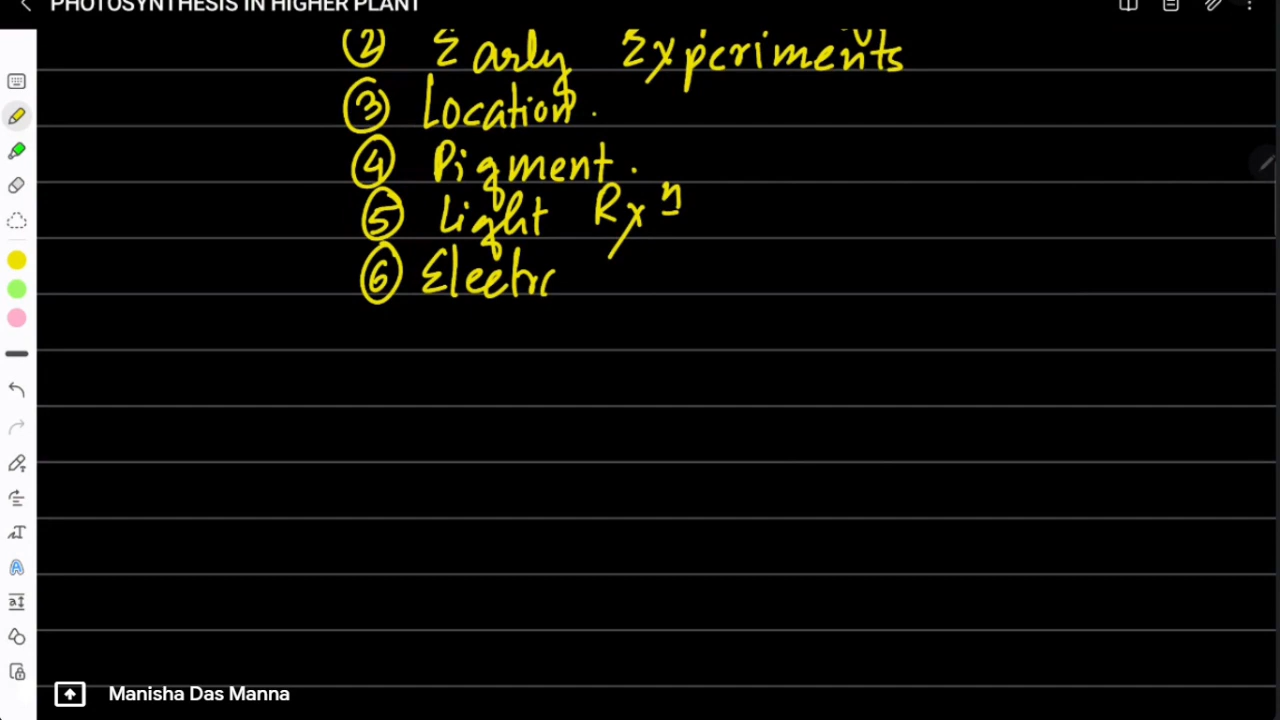 PHOTOSYNTHESIS IN HIGHER PLANT
② Early Experiments
③ Location.
④ Pigment.
⑤ Light Rxⁿ
⑥ Electr
Manisha Das Manna